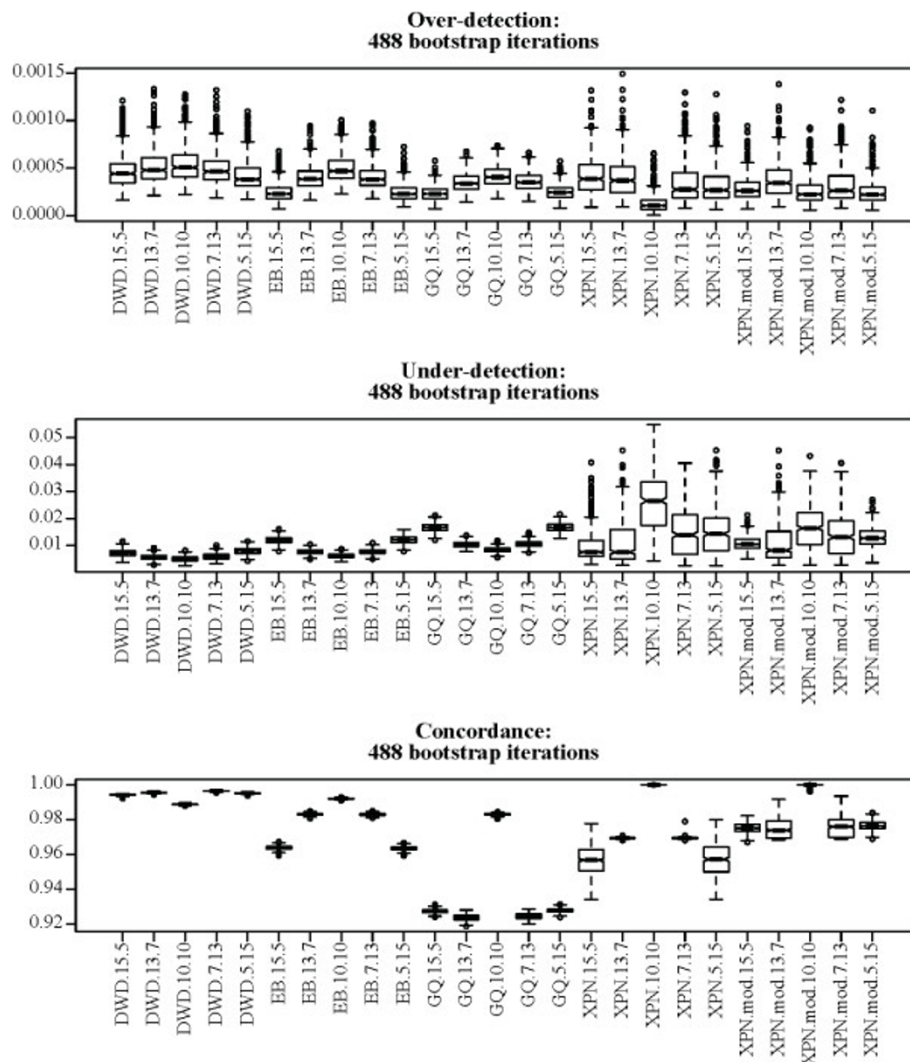 Over-detection:
488 bootstrap iterations
0.0015
0.0010
0.0005
0.0000
DWD.15.5
DWD.13.7
DWD.10.10
DWD.7.13
DWD.5.15
EB.15.5
EB.13.7
EB.10.10
EB.7.13
EB.5.15
GQ.15.5
GQ.13.7
GQ.10.10
GQ.7.13
GQ.5.15
XPN.15.5
XPN.13.7
XPN.10.10
XPN.7.13
XPN.5.15
XPN.mod.15.5
XPN.mod.13.7
XPN.mod.10.10
XPN.mod.7.13
XPN.mod.5.15
Under-detection:
488 bootstrap iterations
0.05
0.04
0.03
0.02
0.01
DWD.15.5
DWD.13.7
DWD.10.10
DWD.7.13
DWD.5.15
EB.15.5
EB.13.7
EB.10.10
EB.7.13
EB.5.15
GQ.15.5
GQ.13.7
GQ.10.10
GQ.7.13
GQ.5.15
XPN.15.5
XPN.13.7
XPN.10.10
XPN.7.13
XPN.5.15
XPN.mod.15.5
XPN.mod.13.7
XPN.mod.10.10
XPN.mod.7.13
XPN.mod.5.15
Concordance:
488 bootstrap iterations
1.00
0.98
0.96
0.94
0.92
DWD.15.5
DWD.13.7
DWD.10.10
DWD.7.13
DWD.5.15
EB.15.5
EB.13.7
EB.10.10
EB.7.13
EB.5.15
GQ.15.5
GQ.13.7
GQ.10.10
GQ.7.13
GQ.5.15
XPN.15.5
XPN.13.7
XPN.10.10
XPN.7.13
XPN.5.15
XPN.mod.15.5
XPN.mod.13.7
XPN.mod.10.10
XPN.mod.7.13
XPN.mod.5.15